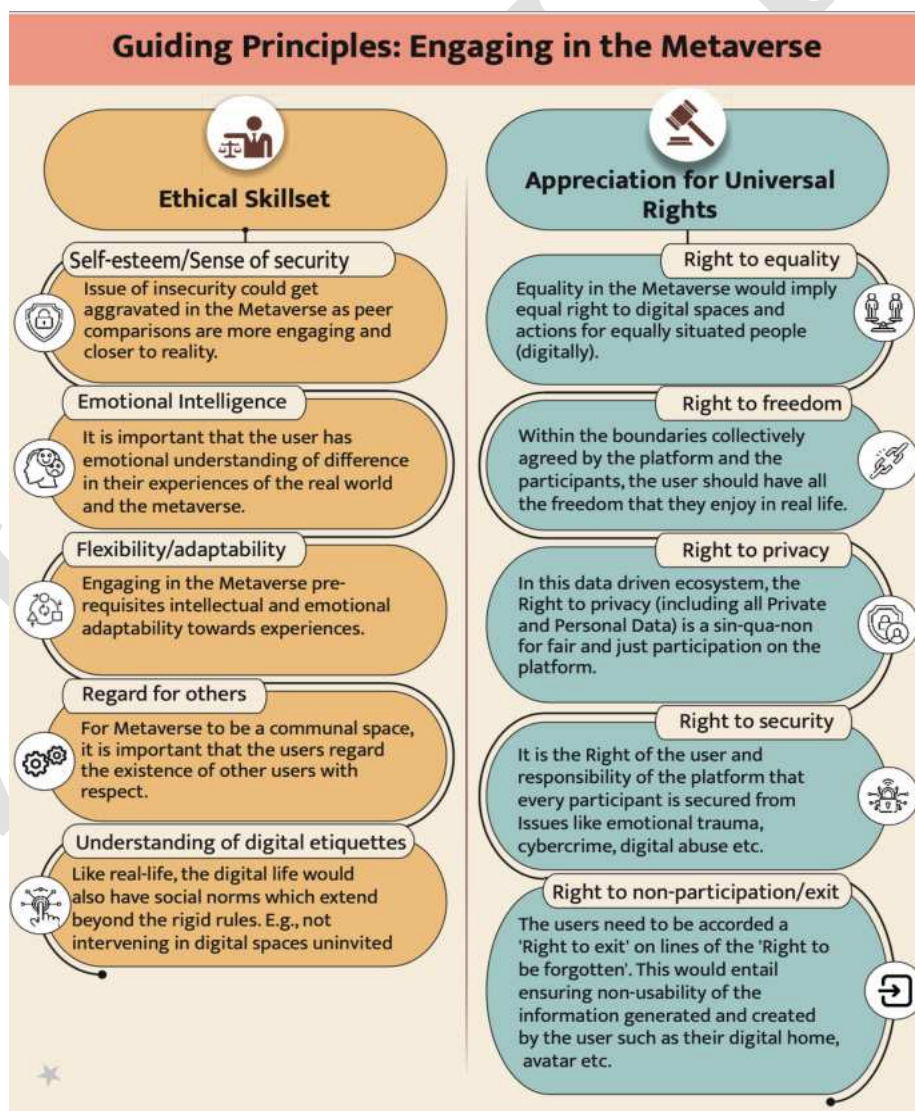 Guiding Principles: Engaging in the Metaverse
Ethical Skillset
Self-esteem/Sense of security
Issue of insecurity could get
aggravated in the Metaverse as peer
comparisons are more engaging and
closer to reality.
Emotional Intelligence
It is important that the user has
emotional understanding of difference
in their experiences of the real world
and the metaverse.
Flexibility/adaptability
Engaging in the Metaverse pre-
requisites intellectual and emotional
adaptability towards experiences.
Regard for others
For Metaverse to be a communal space,
it is important that the users regard
the existence of other users with
respect.
Understanding of digital etiquettes
Like real-life, the digital life would
also have social norms which extend
beyond the rigid rules. E.g., not
intervening in digital spaces uninvited
Appreciation for Universal
Rights
Right to equality
Equality in the Metaverse would imply
equal right to digital spaces and
actions for equally situated people
(digitally).
Right to freedom
Within the boundaries collectively
agreed by the platform and the
participants, the user should have all
the freedom that they enjoy in real life.
Right to privacy
In this data driven ecosystem, the
Right to privacy (including all Private
and Personal Data) is a sin-qua-non
for fair and just participation on the
platform.
Right to security
It is the Right of the user and
responsibility of the platform that
every participant is secured from
Issues like emotional trauma,
cybercrime, digital abuse etc.
Right to non-participation/exit
The users need to be accorded a
'Right to exit' on lines of the 'Right to
be forgotten'. This would entail
ensuring non-usability of the
information generated and created
by the user such as their digital home,
avatar etc.